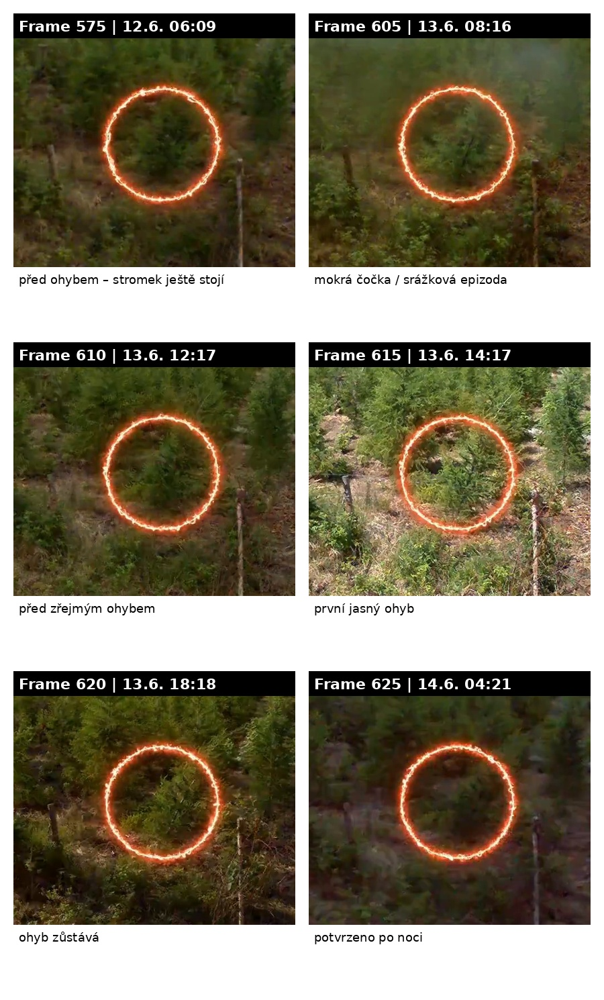 Frame 575 | 12.6. 06:09
Frame 605 | 13.6. 08:16
před ohybem – stromek ještě stojí
mokrá čočka / srážková epizoda
Frame 610 | 13.6. 12:17
Frame 615 | 13.6. 14:17
před zřejmým ohybem
první jasný ohyb
Frame 620 | 13.6. 18:18
Frame 625 | 14.6. 04:21
ohyb zůstává
potvrzeno po noci